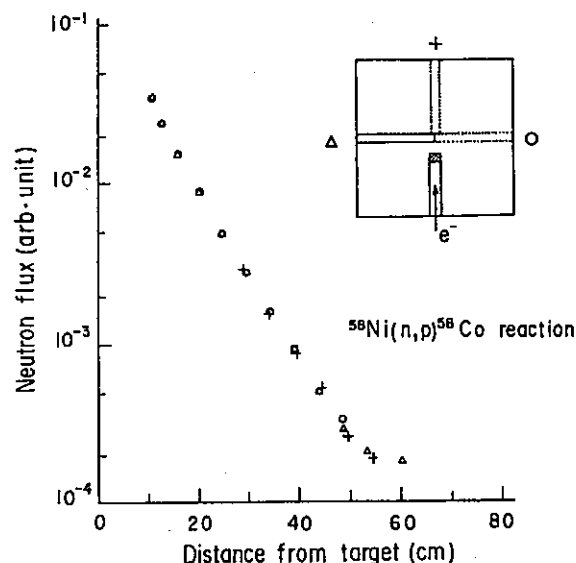 10⁻¹
10⁻²
10⁻³
10⁻⁴
Neutron flux (arb·unit)
+
△
○
e⁻
⁵⁸Ni(n,p)⁵⁸Co reaction
0 20 40 60 80
Distance from target (cm)